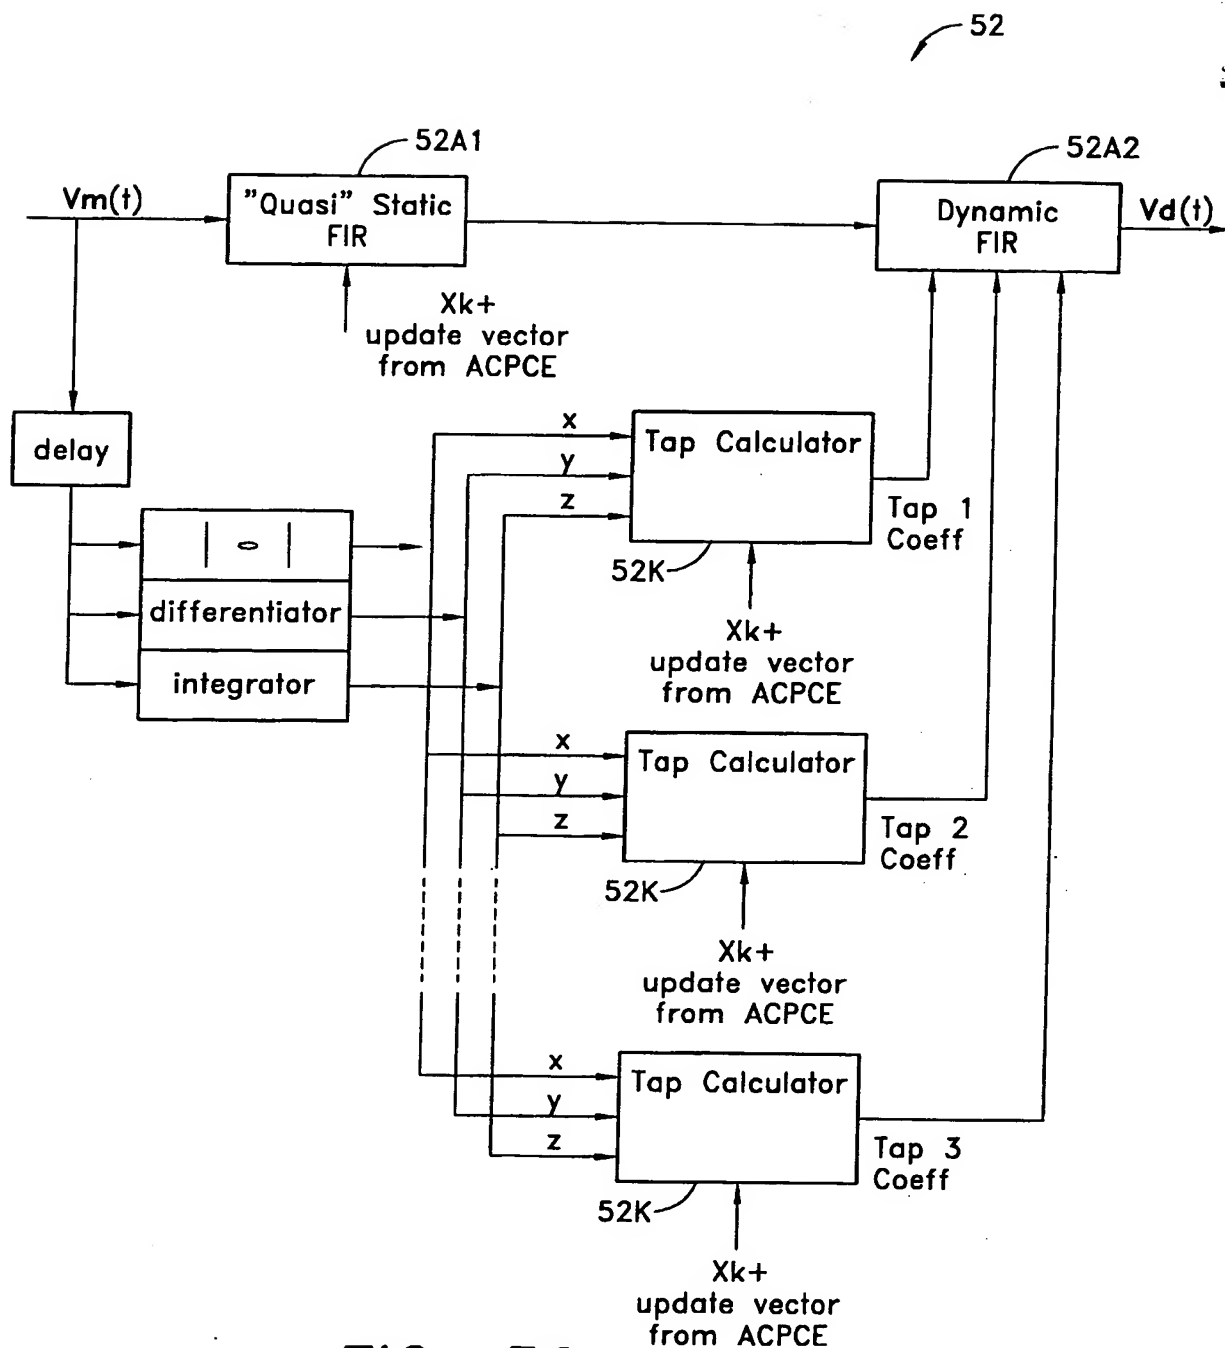 52
52A1
52A2
Vm(t)
"Quasi" Static
FIR
Dynamic
FIR
Vd(t)
Xk+
update vector
from ACPCE
delay
| o |
differentiator
integrator
x
y
z
Tap Calculator
Tap 1
Coeff
52K
Xk+
update vector
from ACPCE
x
y
z
Tap Calculator
Tap 2
Coeff
52K
Xk+
update vector
from ACPCE
x
y
z
Tap Calculator
Tap 3
Coeff
52K
Xk+
update vector
from ACPCE